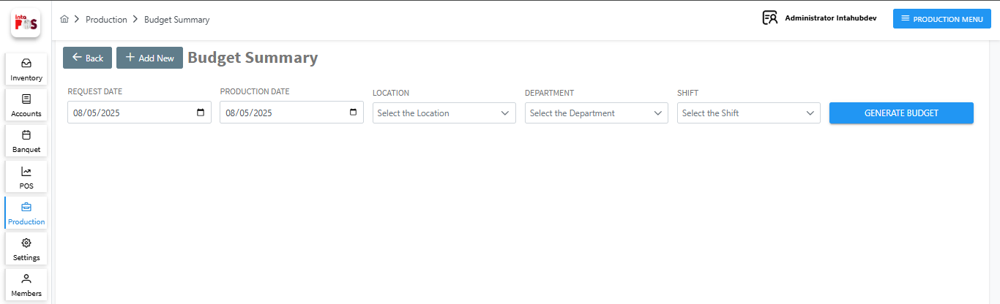 inta
POS
Production
Budget Summary
Administrator Intahubdev
PRODUCTION MENU
Inventory
Accounts
Banquet
POS
Production
Settings
Members
Back
Add New
Budget Summary
REQUEST DATE
PRODUCTION DATE
LOCATION
DEPARTMENT
SHIFT
08/05/2025
08/05/2025
Select the Location
Select the Department
Select the Shift
GENERATE BUDGET